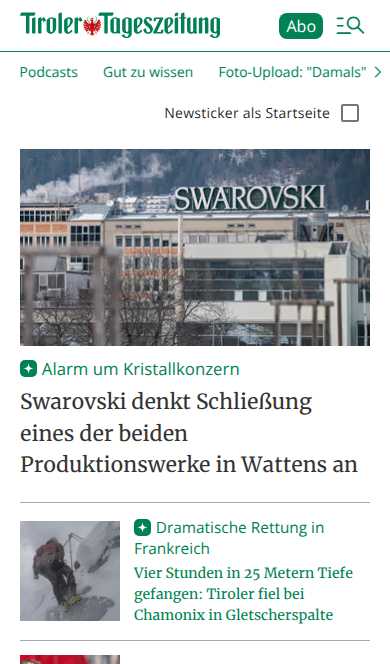 Tiroler Tageszeitung
Abo
Podcasts Gut zu wissen Foto-Upload: "Damals"
Newsticker als Startseite
SWAROVSKI
Alarm um Kristallkonzern
Swarovski denkt Schließung
eines der beiden
Produktionswerke in Wattens an
Dramatische Rettung in
Frankreich
Vier Stunden in 25 Metern Tiefe
gefangen: Tiroler fiel bei
Chamonix in Gletscherspalte